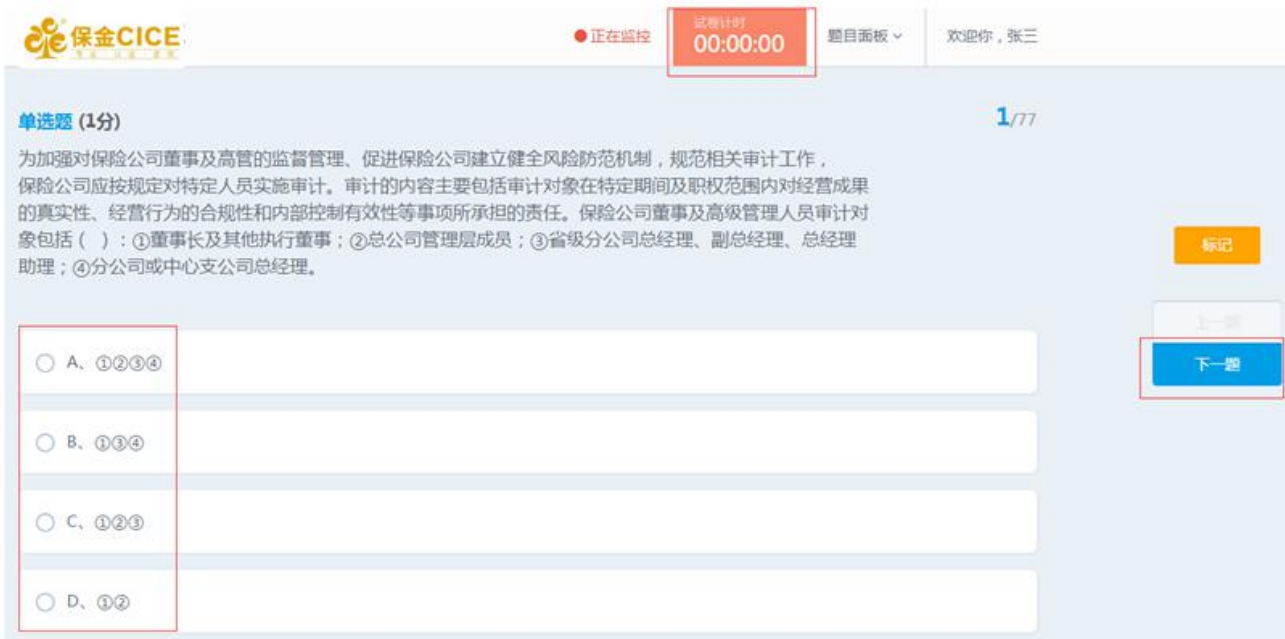 保金CICE
正在监控
试卷计时
00:00:00
题目面板
欢迎你，张三
单选题 (1分)
1/77
为加强对保险公司董事及高管的监督管理、促进保险公司建立健全风险防范机制，规范相关审计工作，
保险公司应按规定对特定人员实施审计。审计的内容主要包括审计对象在特定期间及职权范围内对经营成果
的真实性、经营行为的合规性和内部控制有效性等事项所承担的责任。保险公司董事及高级管理人员审计对
象包括（ ）：①董事长及其他执行董事；②总公司管理层成员；③省级分公司总经理、副总经理、总经理
助理；④分公司或中心支公司总经理。
标记
上一题
下一题
A、①②③④
B、①③④
C、①②③
D、①②